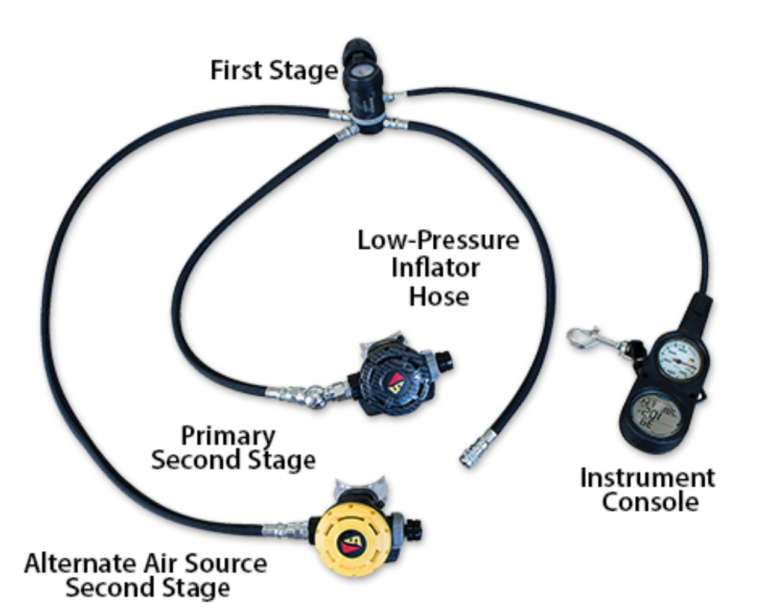 First Stage
Low-Pressure
Inflator
Hose
Primary
Second Stage
Instrument
Console
Alternate Air Source
Second Stage